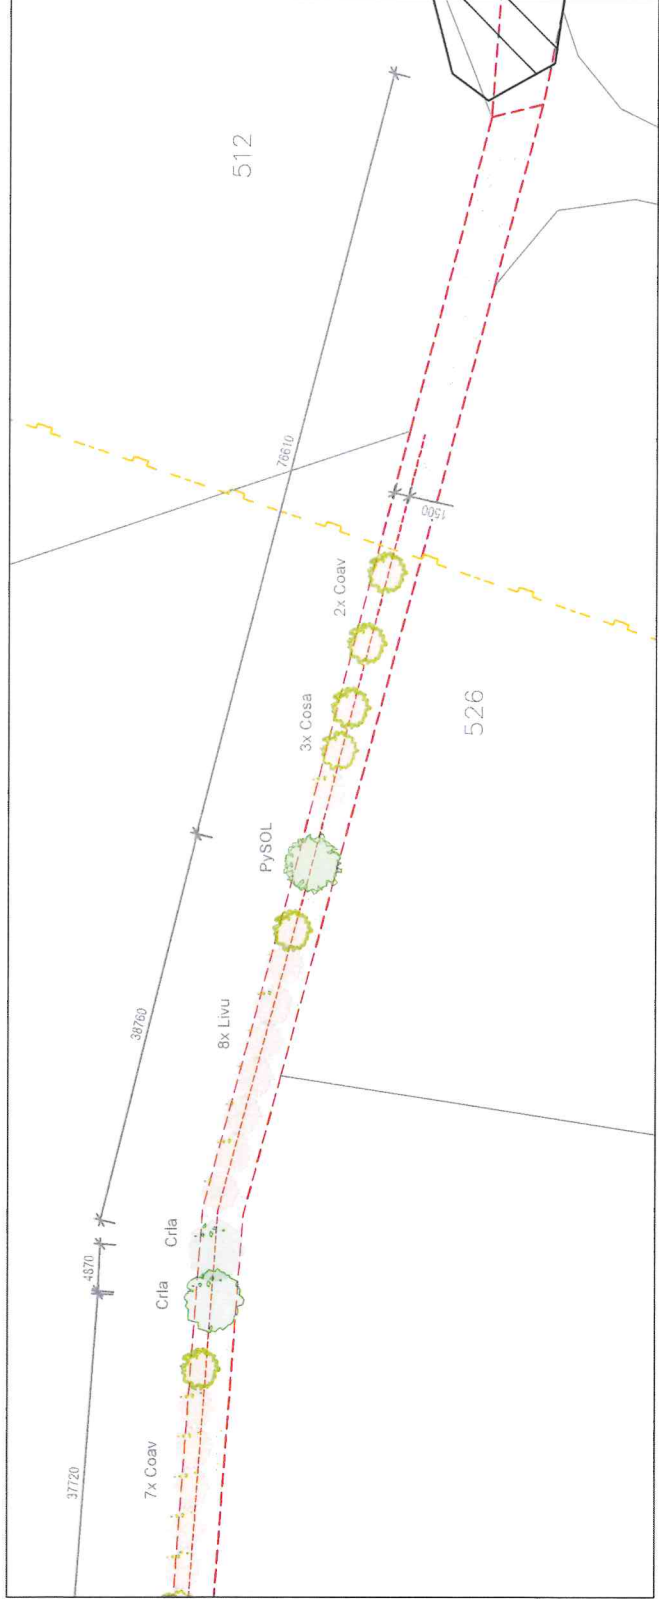 512
76610
1500
2x Coav
526
3x Cosa
PySOL
8x Livu
38760
Crla
4870
Crla
7x Coav
37720